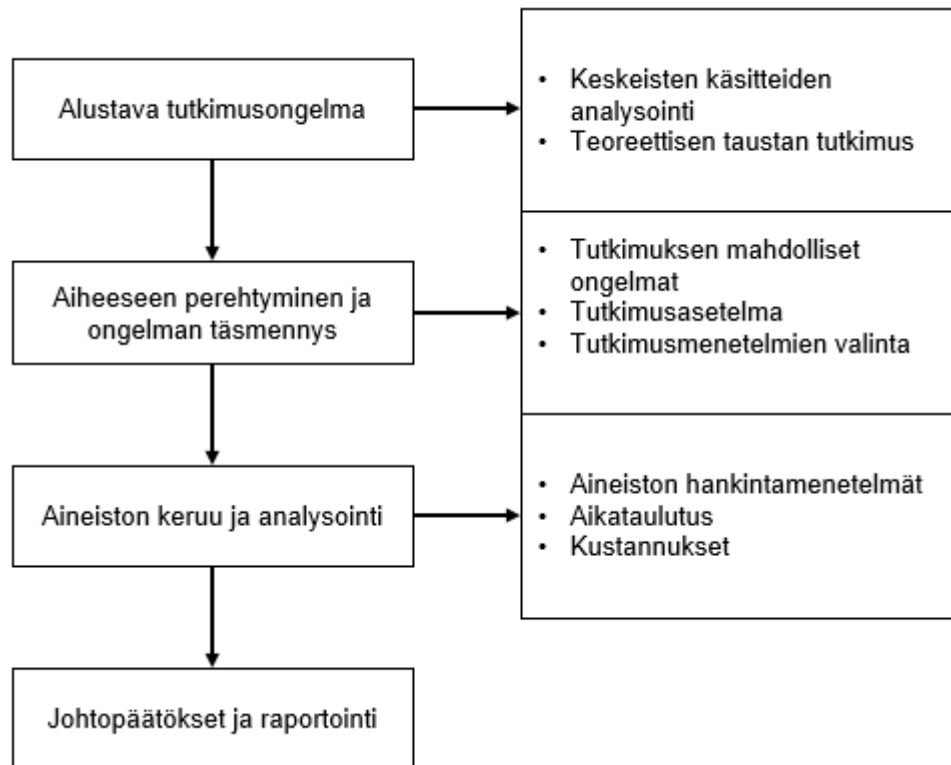 Alustava tutkimusongelma
• Keskeisten käsitteiden
analysointi
• Teoreettisen taustan tutkimus
Aiheeseen perehtyminen ja
ongelman täsmennys
• Tutkimuksen mahdolliset
ongelmat
• Tutkimusasetelma
• Tutkimusmenetelmien valinta
Aineiston keruu ja analysointi
• Aineiston hankintamenetelmät
• Aikataulutus
• Kustannukset
Johtopäätökset ja raportointi